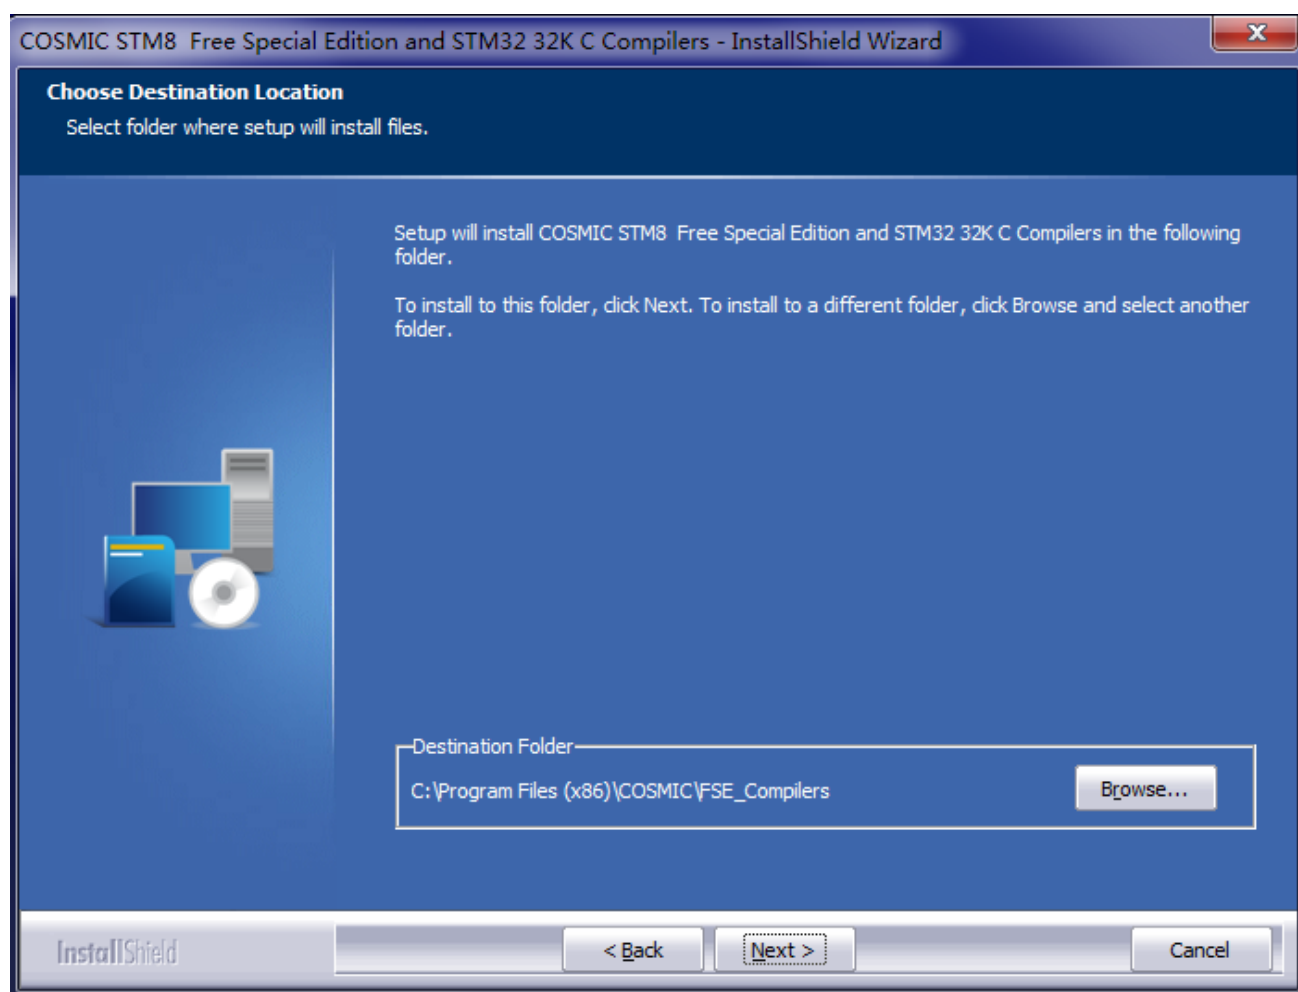 COSMIC STM8  Free Special Edition and STM32 32K C Compilers - InstallShield Wizard
Choose Destination Location
Select folder where setup will install files.
Setup will install COSMIC STM8  Free Special Edition and STM32 32K C Compilers in the following
folder.
To install to this folder, click Next. To install to a different folder, click Browse and select another
folder.
Destination Folder
C:\Program Files (x86)\COSMIC\FSE_Compilers
Browse...
InstallShield
< Back
Next >
Cancel